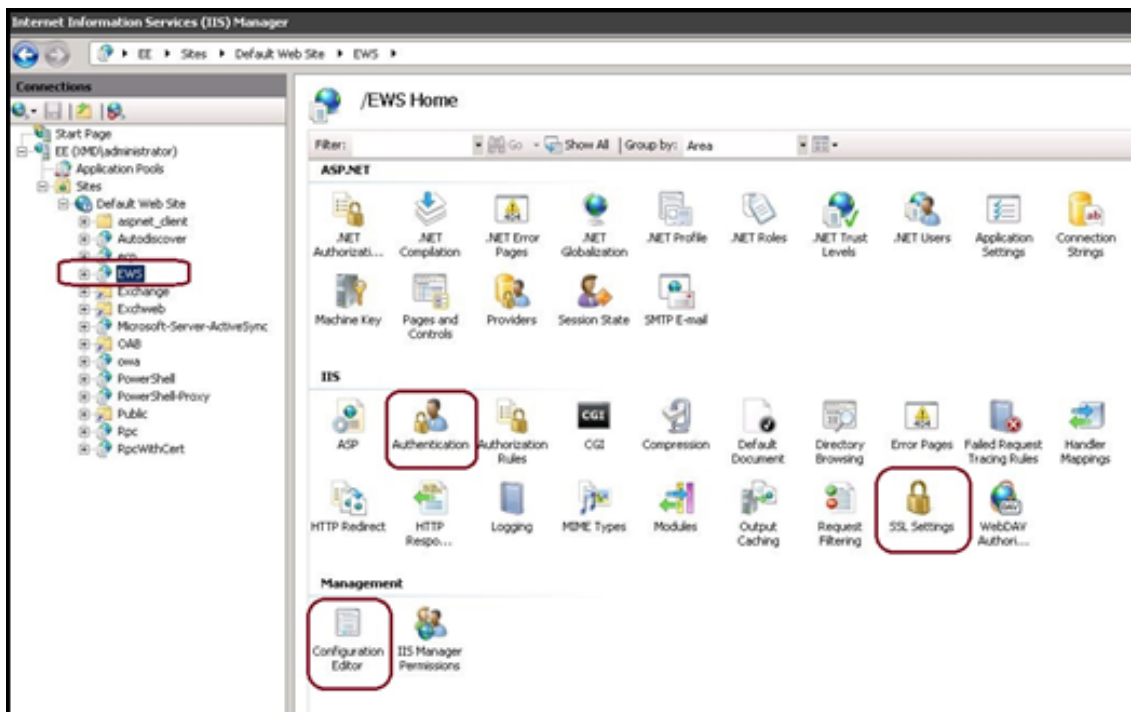 Internet Information Services (IIS) Manager
EE Sites Default Web Site EWS
Connections
Start Page
EE (XMD\administrator)
Application Pools
Sites
Default Web Site
aspnet_client
Autodiscover
ecp
EWS
Exchange
Exchweb
Microsoft-Server-ActiveSync
OAB
owa
PowerShell
PowerShell-Proxy
Public
Rpc
RpcWithCert
/EWS Home
Filter: Go Show All Group by: Area
ASP.NET
.NET Authorizati... .NET Compilation .NET Error Pages .NET Globalization .NET Profile .NET Roles .NET Trust Levels .NET Users Application Settings Connection Strings
Machine Key Pages and Controls Providers Session State SMTP E-mail
IIS
ASP Authentication Authorization Rules CGI Compression Default Document Directory Browsing Error Pages Failed Request Tracing Rules Handler Mappings
HTTP Redirect HTTP Respo... Logging MIME Types Modules Output Caching Request Filtering SSL Settings WebDAV Authori...
Management
Configuration Editor IIS Manager Permissions